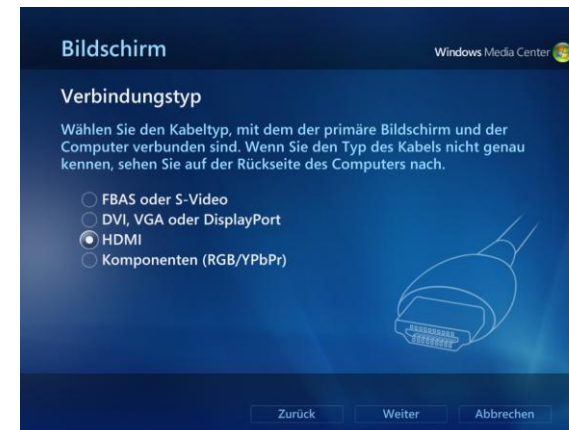 Bildschirm
Windows Media Center
Verbindungstyp
Wählen Sie den Kabeltyp, mit dem der primäre Bildschirm und der
Computer verbunden sind. Wenn Sie den Typ des Kabels nicht genau
kennen, sehen Sie auf der Rückseite des Computers nach.
FBAS oder S-Video
DVI, VGA oder DisplayPort
HDMI
Komponenten (RGB/YPbPr)
Zurück
Weiter
Abbrechen